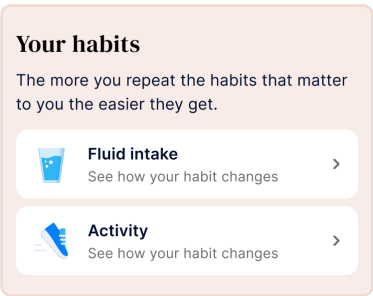 Your habits
The more you repeat the habits that matter
to you the easier they get.
Fluid intake
See how your habit changes
Activity
See how your habit changes